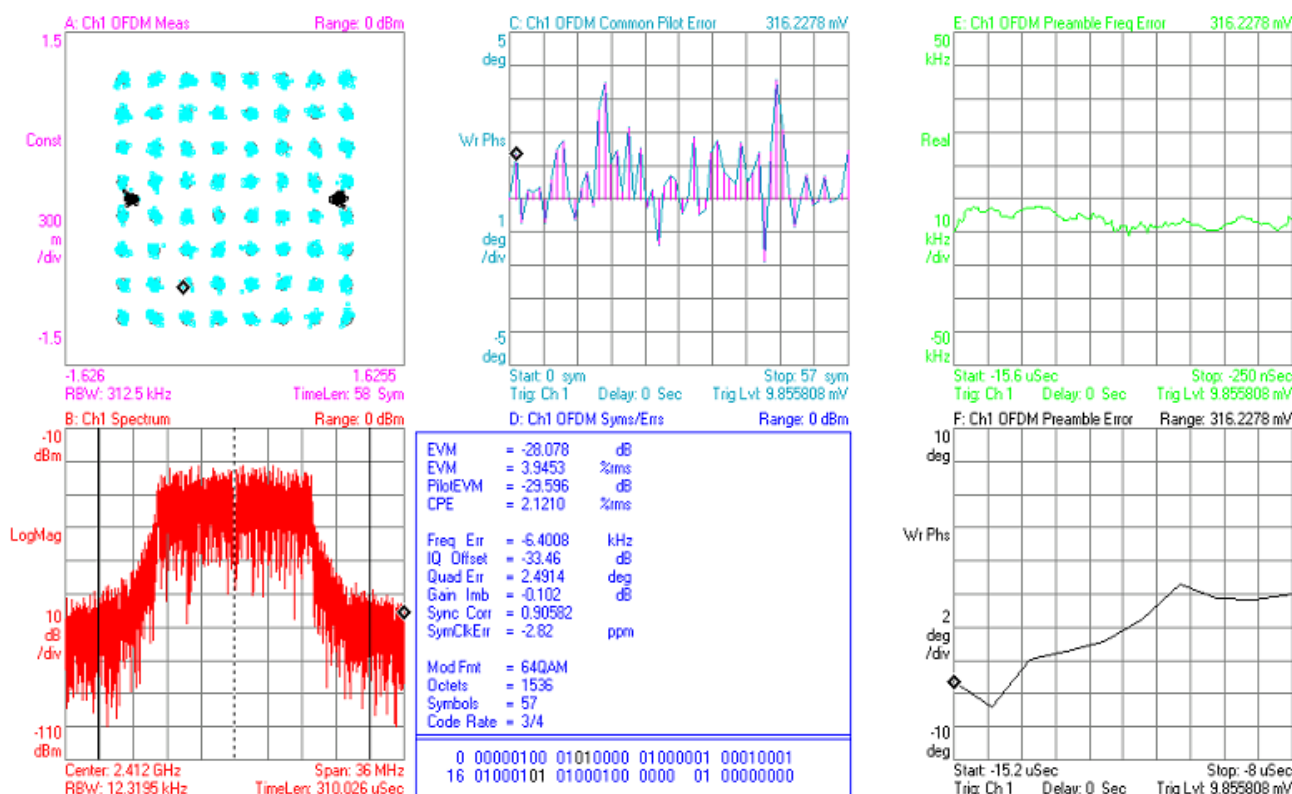 A: Ch1 OFDM Meas Range: 0 dBm
1.5
Const
300
m
/div
-1.5
-1.626 1.6255
RBW: 312.5 kHz TimeLen: 58 Sym
C: Ch1 OFDM Common Pilot Error 316.2278 mV
5
deg
Wr Phs
1
deg
/div
-5
deg
Start: 0 sym Stop: 57 sym
Trig: Ch 1 Delay: 0 Sec Trig Lvl: 9.855808 mV
E: Ch1 OFDM Preamble Freq Error 316.2278 mV
50
kHz
Real
10
kHz
/div
-50
kHz
Start: -15.6 uSec Stop: -250 nSec
Trig: Ch 1 Delay: 0 Sec Trig Lvl: 9.855808 mV
B: Ch1 Spectrum Range: 0 dBm
-10
dBm
LogMag
10
dB
/div
-110
dBm
Center: 2.412 GHz Span: 36 MHz
RBW: 12.3195 kHz TimeLen: 310.026 uSec
D: Ch1 OFDM Syms/Errs Range: 0 dBm
EVM = -28.078 dB
EVM = 3.9453 %rms
PilotEVM = -29.596 dB
CPE = 2.1210 %rms
Freq Err = -6.4008 kHz
IQ Offset = -33.46 dB
Quad Err = 2.4914 deg
Gain Imb = -0.102 dB
Sync Corr = 0.90582
SymClkErr = -2.82 ppm
Mod Fmt = 64QAM
Octets = 1536
Symbols = 57
Code Rate = 3/4
0 00000100 01010000 01000001 00010001
16 01000101 01000100 0000 01 00000000
F: Ch1 OFDM Preamble Error Range: 316.2278 mV
10
deg
Wr Phs
2
deg
/div
-10
deg
Start: -15.2 uSec Stop: -8 uSec
Trig: Ch 1 Delay: 0 Sec Trig Lvl: 9.855808 mV